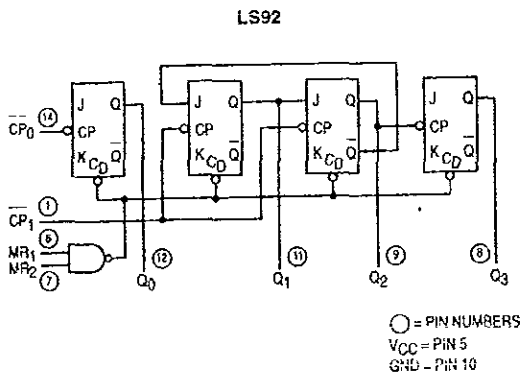 LS92
J Q J Q J Q J Q
CP0 14 CP CP CP CP
K CD Q K CD Q K CD Q K CD Q
CP1 1
MR1 6
MR2 7
12 11 9 8
Q0 Q1 Q2 Q3
= PIN NUMBERS
VCC = PIN 5
GND = PIN 10